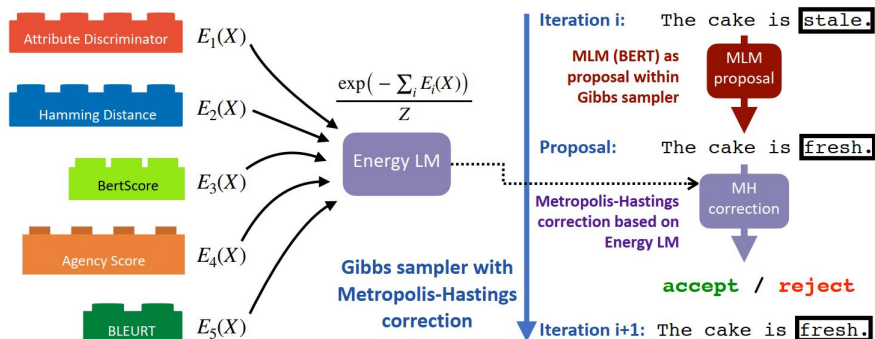 Attribute Discriminator
E₁(X)
Hamming Distance
E₂(X)
BertScore
E₃(X)
Agency Score
E₄(X)
BLEURT
E₅(X)
exp(− ∑ᵢ Eᵢ(X))
Z
Energy LM
Gibbs sampler with
Metropolis-Hastings
correction
Iteration i: The cake is stale.
MLM (BERT) as
proposal within
Gibbs sampler
MLM
proposal
Proposal: The cake is fresh.
Metropolis-Hastings
correction based on
Energy LM
MH
correction
accept / reject
Iteration i+1: The cake is fresh.